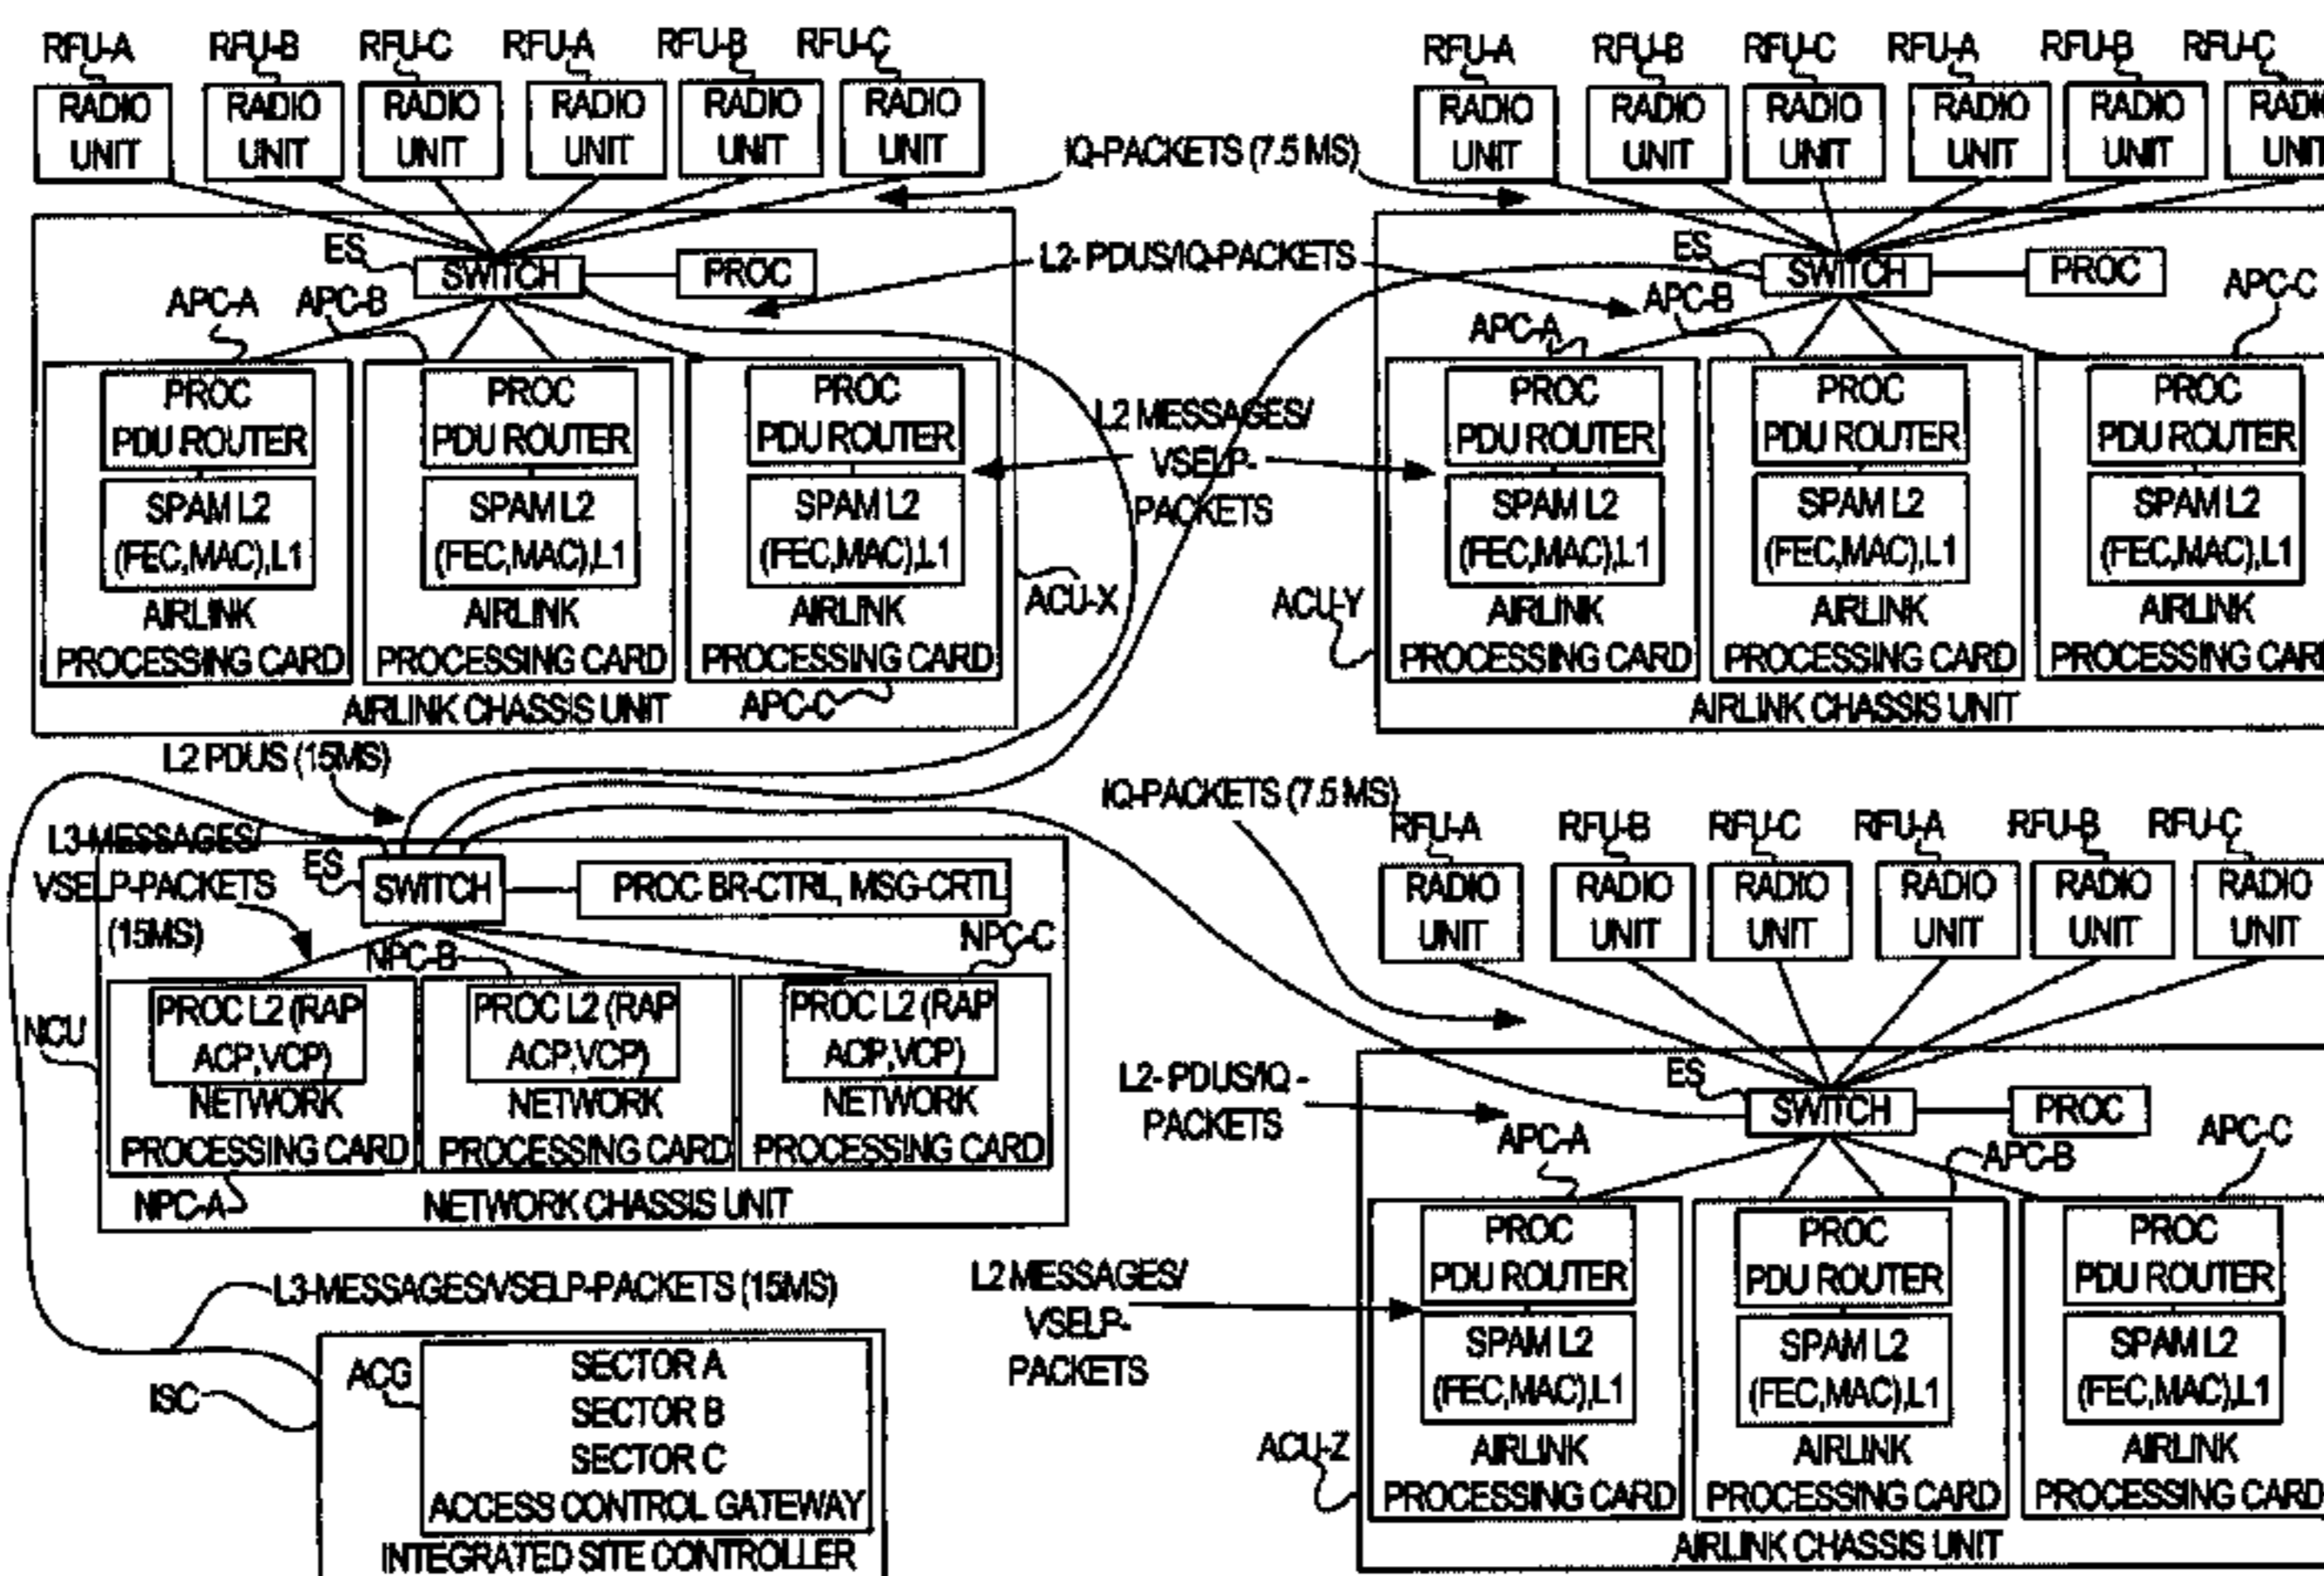 RFU-A RFU-B RFU-C RFU-A RFU-B RFU-C
RADIO UNIT
RADIO UNIT
RADIO UNIT
RADIO UNIT
RADIO UNIT
RADIO UNIT
IQ-PACKETS (7.5 MS)
RFU-A RFU-B RFU-C RFU-A RFU-B RFU-C
RADIO UNIT
RADIO UNIT
RADIO UNIT
RADIO UNIT
RADIO UNIT
ES
SWITCH
PROC
L2- PDUS/IQ-PACKETS
APC-A
APC-B
PROC
PDU ROUTER
SPAM L2
(FEC,MAC),L1
AIRLINK
PROCESSING CARD
PROC
PDU ROUTER
SPAM L2
(FEC,MAC),L1
AIRLINK
PROCESSING CARD
PROC
PDU ROUTER
SPAM L2
(FEC,MAC),L1
AIRLINK
PROCESSING CARD
AIRLINK CHASSIS UNIT
APC-C
ACU-X
L2 MESSAGES/
VSELP-
PACKETS
ES
SWITCH
PROC
APC-A
APC-B
APC-C
PROC
PDU ROUTER
SPAM L2
(FEC,MAC),L1
AIRLINK
PROCESSING CARD
PROC
PDU ROUTER
SPAM L2
(FEC,MAC),L1
AIRLINK
PROCESSING CARD
PROC
PDU ROUTER
SPAM L2
(FEC,MAC),L1
AIRLINK
PROCESSING CARD
AIRLINK CHASSIS UNIT
ACU-Y
L2 PDUS (15MS)
L3-MESSAGES/
VSELP-PACKETS
(15MS)
ES
SWITCH
PROC BR-CTRL, MSG-CRTL
NPC-B
NPC-C
NCU
PROC L2 (RAP
ACP,VCP)
NETWORK
PROCESSING CARD
PROC L2 (RAP
ACP,VCP)
NETWORK
PROCESSING CARD
PROC L2 (RAP
ACP,VCP)
NETWORK
PROCESSING CARD
NPC-A
NETWORK CHASSIS UNIT
L3-MESSAGES/VSELP-PACKETS (15MS)
ISC
ACG
SECTOR A
SECTOR B
SECTOR C
ACCESS CONTROL GATEWAY
INTEGRATED SITE CONTROLLER
IQ-PACKETS (7.5 MS)
RFU-A RFU-B RFU-C RFU-A RFU-B RFU-C
RADIO UNIT
RADIO UNIT
RADIO UNIT
RADIO UNIT
RADIO UNIT
RADIO UNIT
L2- PDUS/IQ -
PACKETS
ES
SWITCH
PROC
APC-A
APC-B
APC-C
L2 MESSAGES/
VSELP-
PACKETS
PROC
PDU ROUTER
SPAM L2
(FEC,MAC),L1
AIRLINK
PROCESSING CARD
PROC
PDU ROUTER
SPAM L2
(FEC,MAC),L1
AIRLINK
PROCESSING CARD
PROC
PDU ROUTER
SPAM L2
(FEC,MAC),L1
AIRLINK
PROCESSING CARD
AIRLINK CHASSIS UNIT
ACU-Z